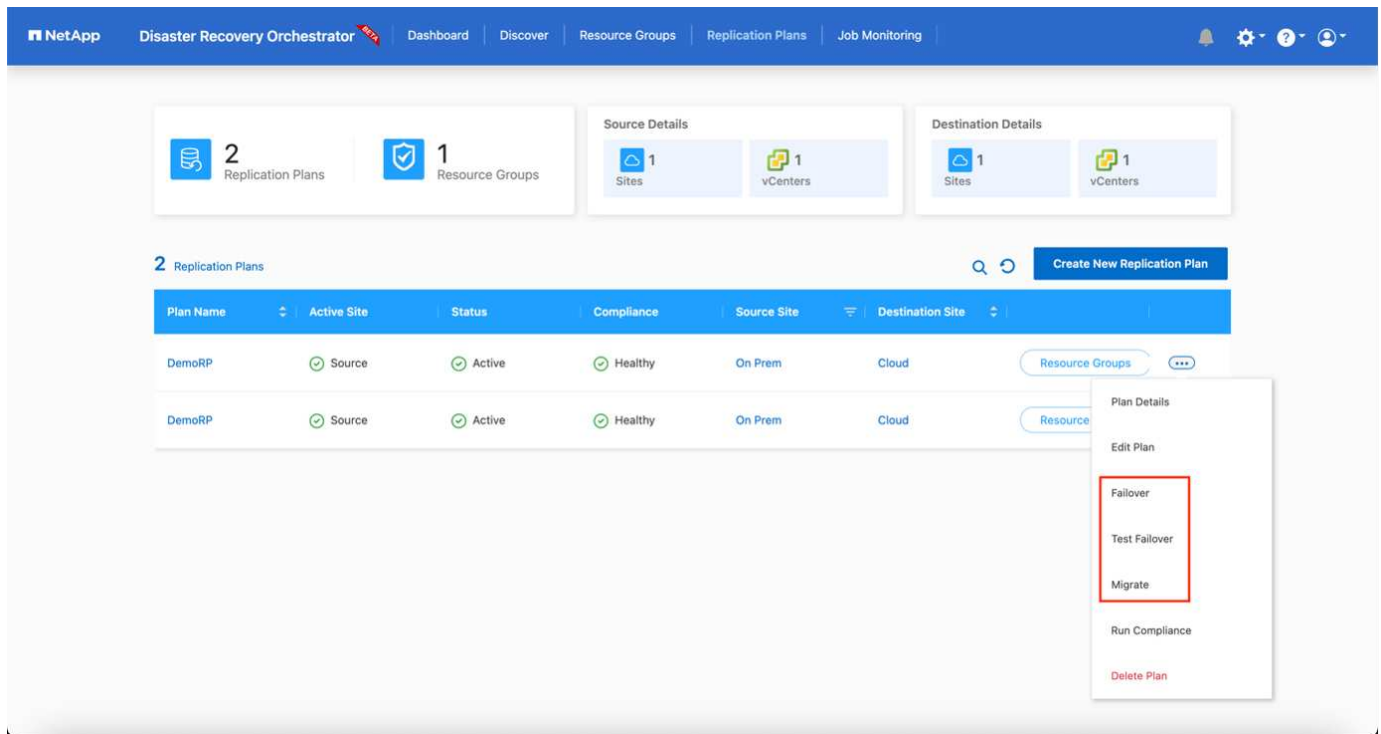 NetApp Disaster Recovery Orchestrator BETA Dashboard Discover Resource Groups Replication Plans Job Monitoring
Source Details Destination Details
2 Replication Plans
1 Resource Groups
1 Sites
1 vCenters
1 Sites
1 vCenters
2 Replication Plans Create New Replication Plan
Plan Name Active Site Status Compliance Source Site Destination Site
DemoRP Source Active Healthy On Prem Cloud Resource Groups
DemoRP Source Active Healthy On Prem Cloud Resource
Plan Details
Edit Plan
Failover
Test Failover
Migrate
Run Compliance
Delete Plan